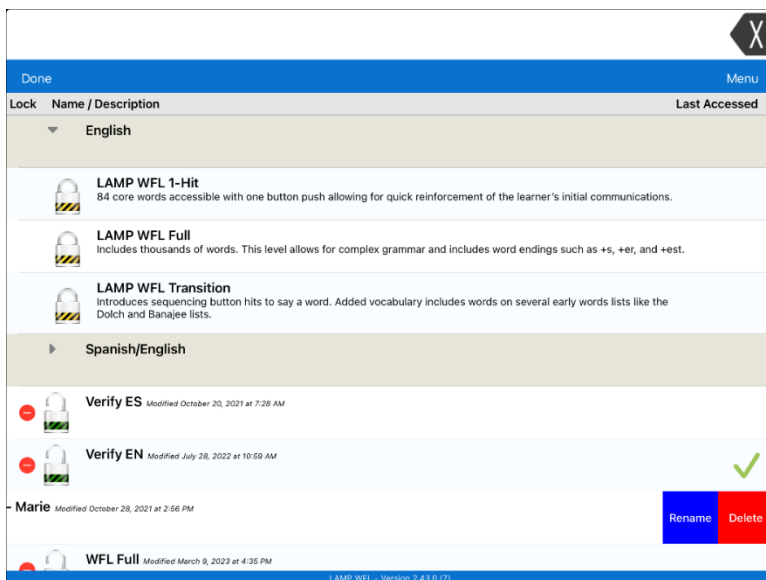 X
Done Menu
Lock Name / Description Last Accessed
English
LAMP WFL 1-Hit
84 core words accessible with one button push allowing for quick reinforcement of the learner's initial communications.
LAMP WFL Full
Includes thousands of words. This level allows for complex grammar and includes word endings such as +s, +er, and +est.
LAMP WFL Transition
Introduces sequencing button hits to say a word. Added vocabulary includes words on several early words lists like the
Dolch and Banajee lists.
Spanish/English
Verify ES Modified October 20, 2021 at 7:28 AM
Verify EN Modified July 28, 2022 at 10:59 AM
- Marie Modified October 28, 2021 at 2:56 PM
Rename Delete
WFL Full Modified March 9, 2023 at 4:35 PM
LAMP WFL - Version 2.43.0 (7)